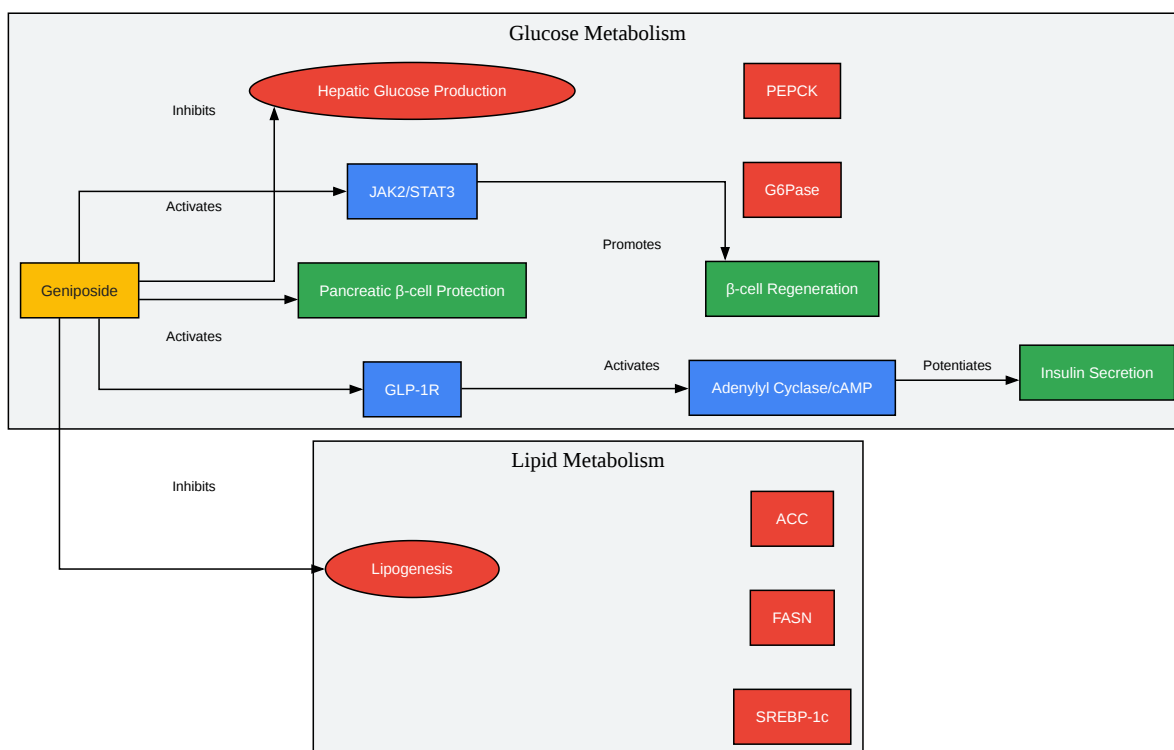 Glucose Metabolism
Hepatic Glucose Production
PEPCK
Inhibits
JAK2/STAT3
G6Pase
Activates
Promotes
Geniposide
Pancreatic β-cell Protection
β-cell Regeneration
Activates
Activates
Potentiates
GLP-1R
Adenylyl Cyclase/cAMP
Insulin Secretion
Lipid Metabolism
Inhibits
ACC
Lipogenesis
FASN
SREBP-1c